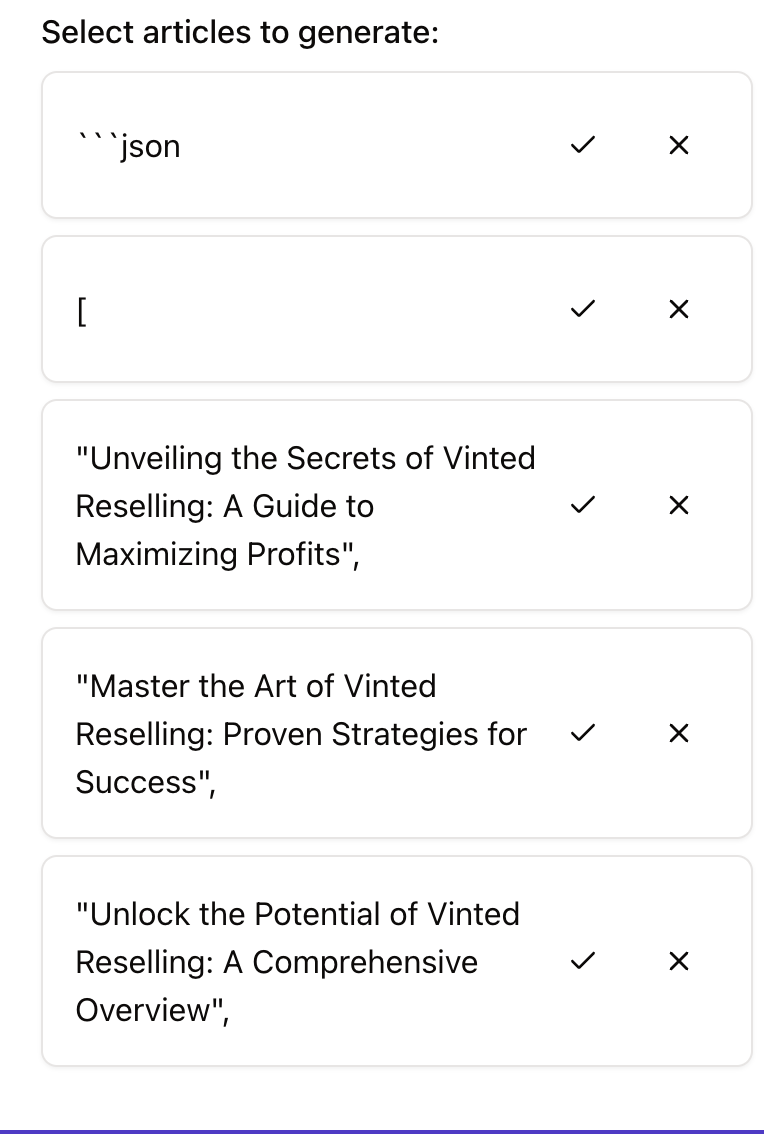 Select articles to generate:
```json
[
"Unveiling the Secrets of Vinted
Reselling: A Guide to
Maximizing Profits",
"Master the Art of Vinted
Reselling: Proven Strategies for
Success",
"Unlock the Potential of Vinted
Reselling: A Comprehensive
Overview",